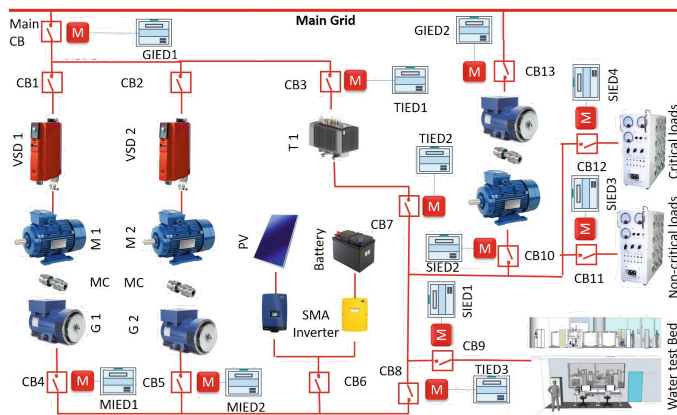 Main Grid
Main
CB
M
GIED1
GIED2
M
CB13
CB1
CB2
CB3
M
TIED1
SIED4
M
CB12
Critical loads
VSD 1
VSD 2
T 1
TIED2
M
CB7
SIED3
M
CB11
Non-critical loads
M 1
M 2
PV
Battery
SIED2
M
CB10
MC
MC
SIED1
M
CB9
G 1
G 2
SMA
Inverter
Water test Bed
CB4
M
MIED1
CB5
M
MIED2
CB6
CB8
M
TIED3